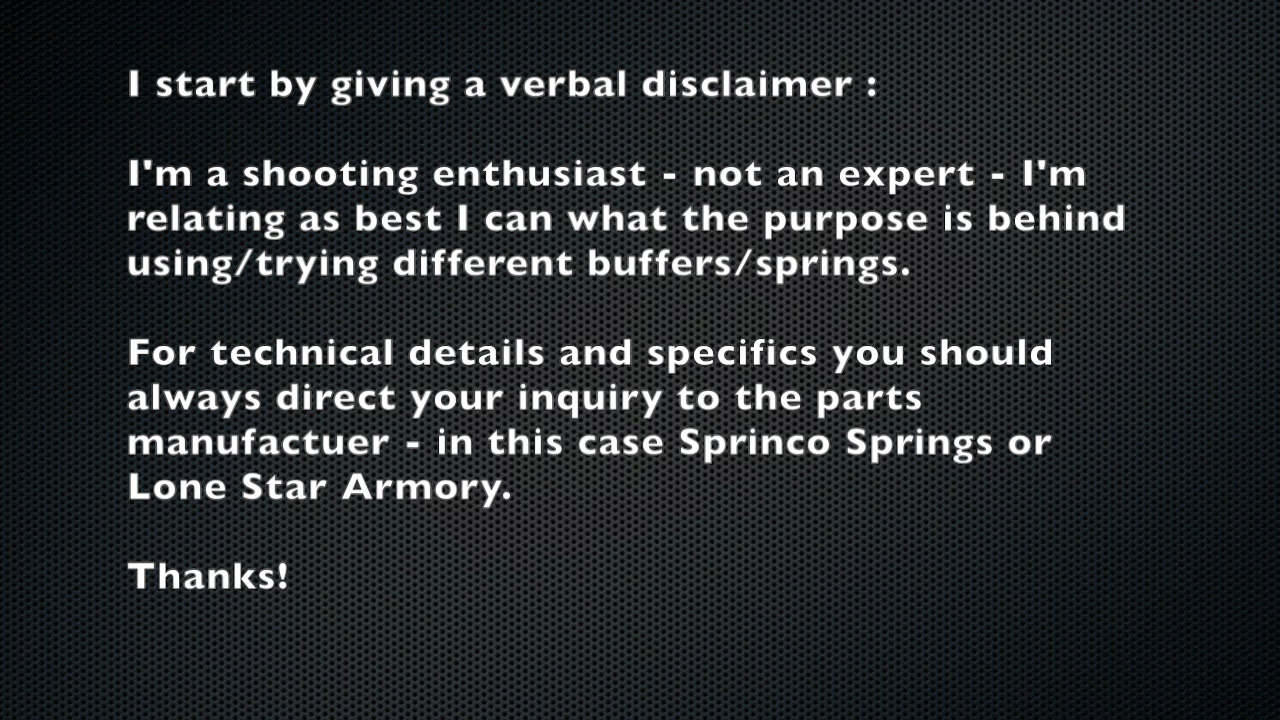 I start by giving a verbal disclaimer :
I'm a shooting enthusiast - not an expert - I'm
relating as best I can what the purpose is behind
using/trying different buffers/springs.
For technical details and specifics you should
always direct your inquiry to the parts
manufactuer - in this case Sprinco Springs or
Lone Star Armory.
Thanks!